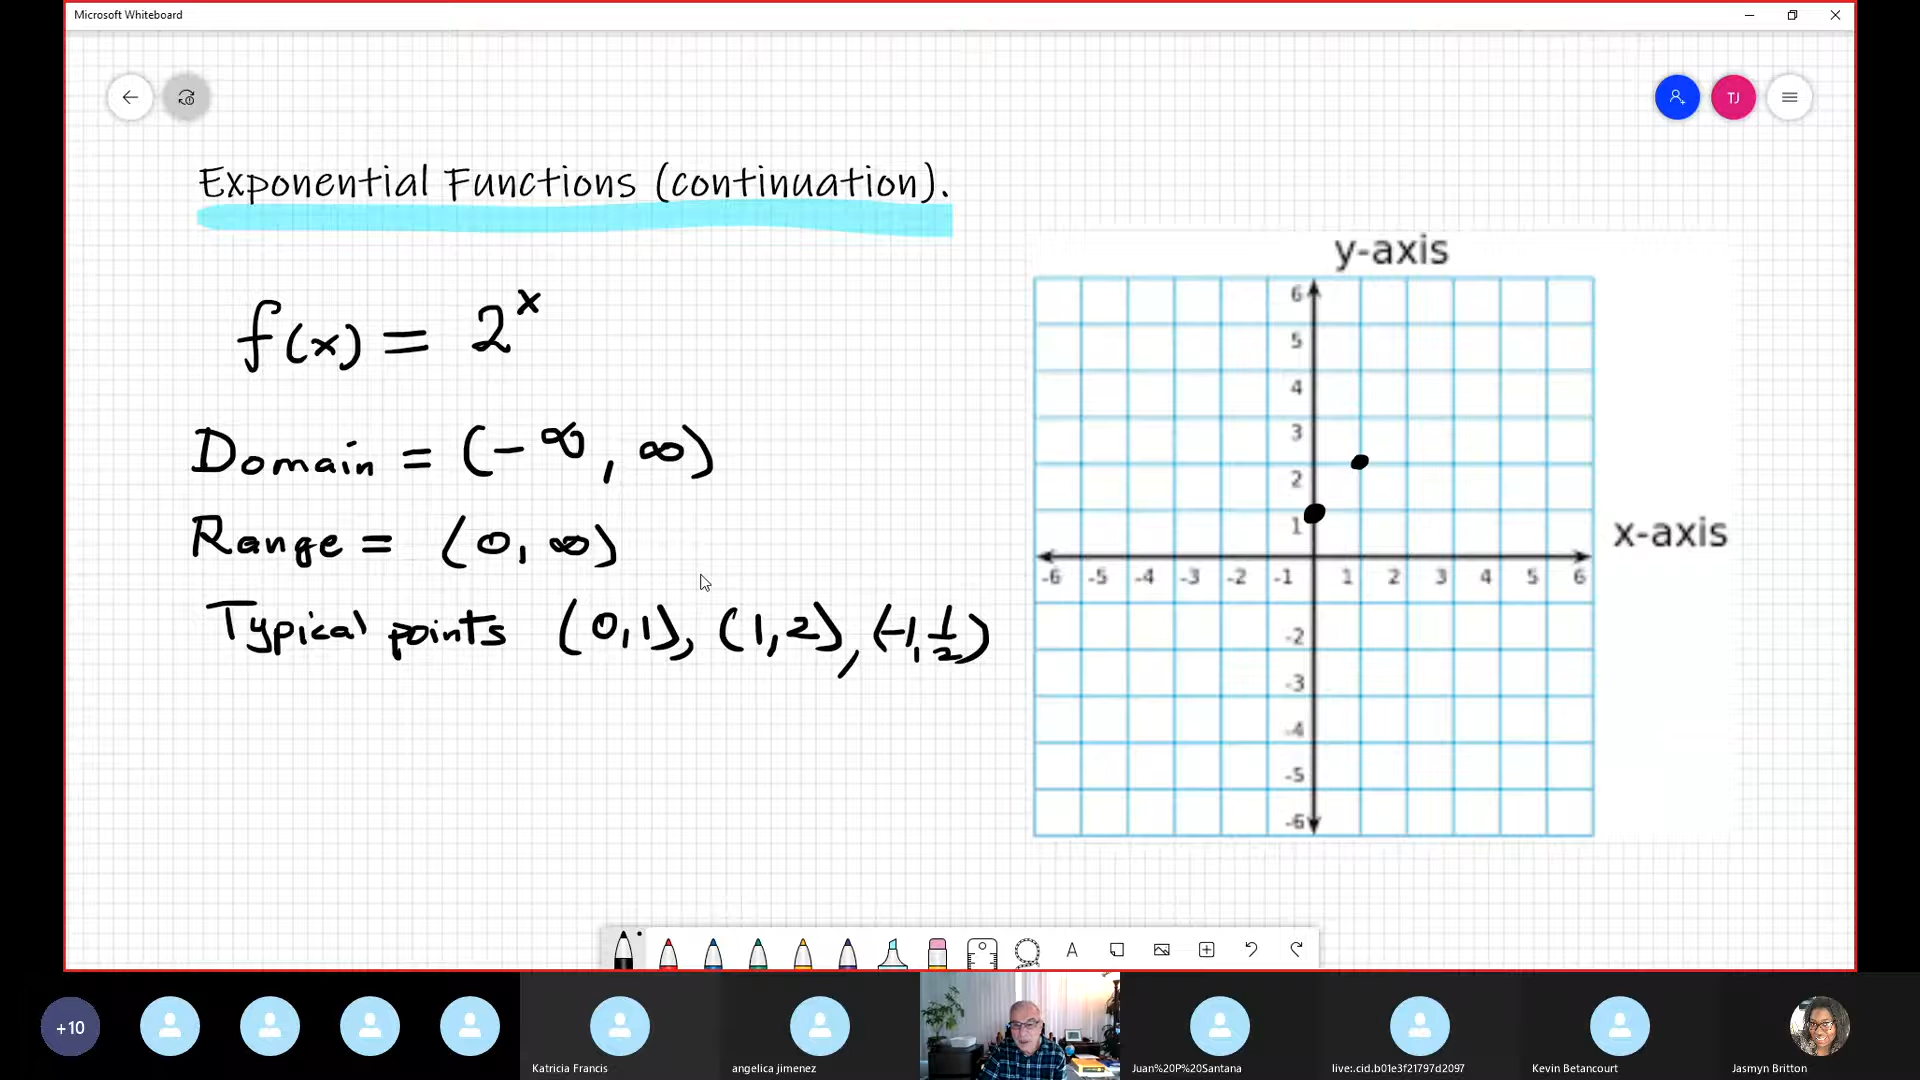 Microsoft Whiteboard
TJ
Exponential Functions (continuation).
f(x) = 2^x
Domain = (-∞, ∞)
Range = (0, ∞)
Typical points (0,1), (1,2), (-1, 1/2)
y-axis
6
5
4
3
2
1
-6 -5 -4 -3 -2 -1 1 2 3 4 5 6
x-axis
-2
-3
-4
-5
-6
A
+10
Katricia Francis
angelica jimenez
Juan%20P%20Santana
live:.cid.b01e3f21797d2097
Kevin Betancourt
Jasmyn Britton